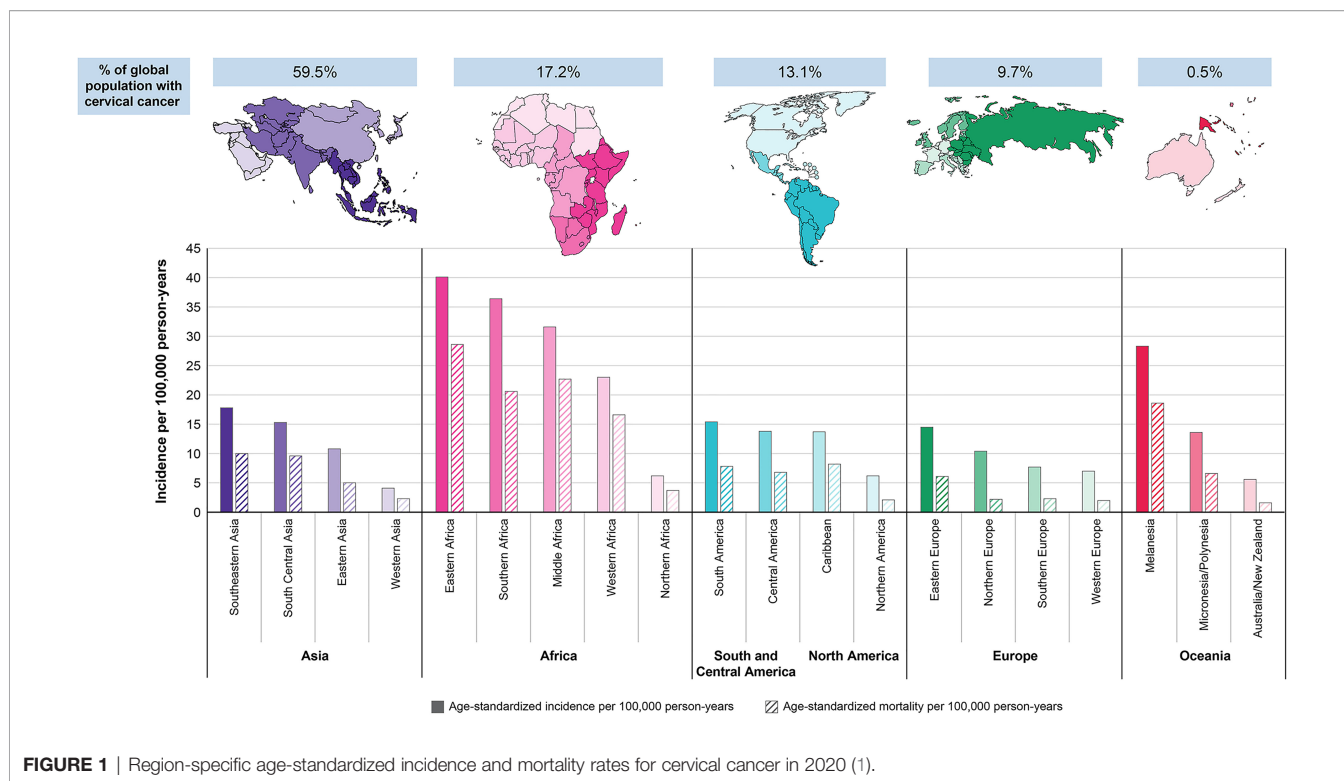 % of global
population with
cervical cancer
59.5%
17.2%
13.1%
9.7%
0.5%
Incidence per 100,000 person-years
45
40
35
30
25
20
15
10
5
0
Southeastern Asia
South Central Asia
Eastern Asia
Western Asia
Eastern Africa
Southern Africa
Middle Africa
Western Africa
Northern Africa
South America
Central America
Caribbean
Northern America
Eastern Europe
Northern Europe
Southern Europe
Western Europe
Melanesia
Micronesia/Polynesia
Australia/New Zealand
Asia
Africa
South and
Central America
North America
Europe
Oceania
Age-standardized incidence per 100,000 person-years
Age-standardized mortality per 100,000 person-years
FIGURE 1 | Region-specific age-standardized incidence and mortality rates for cervical cancer in 2020 (1).